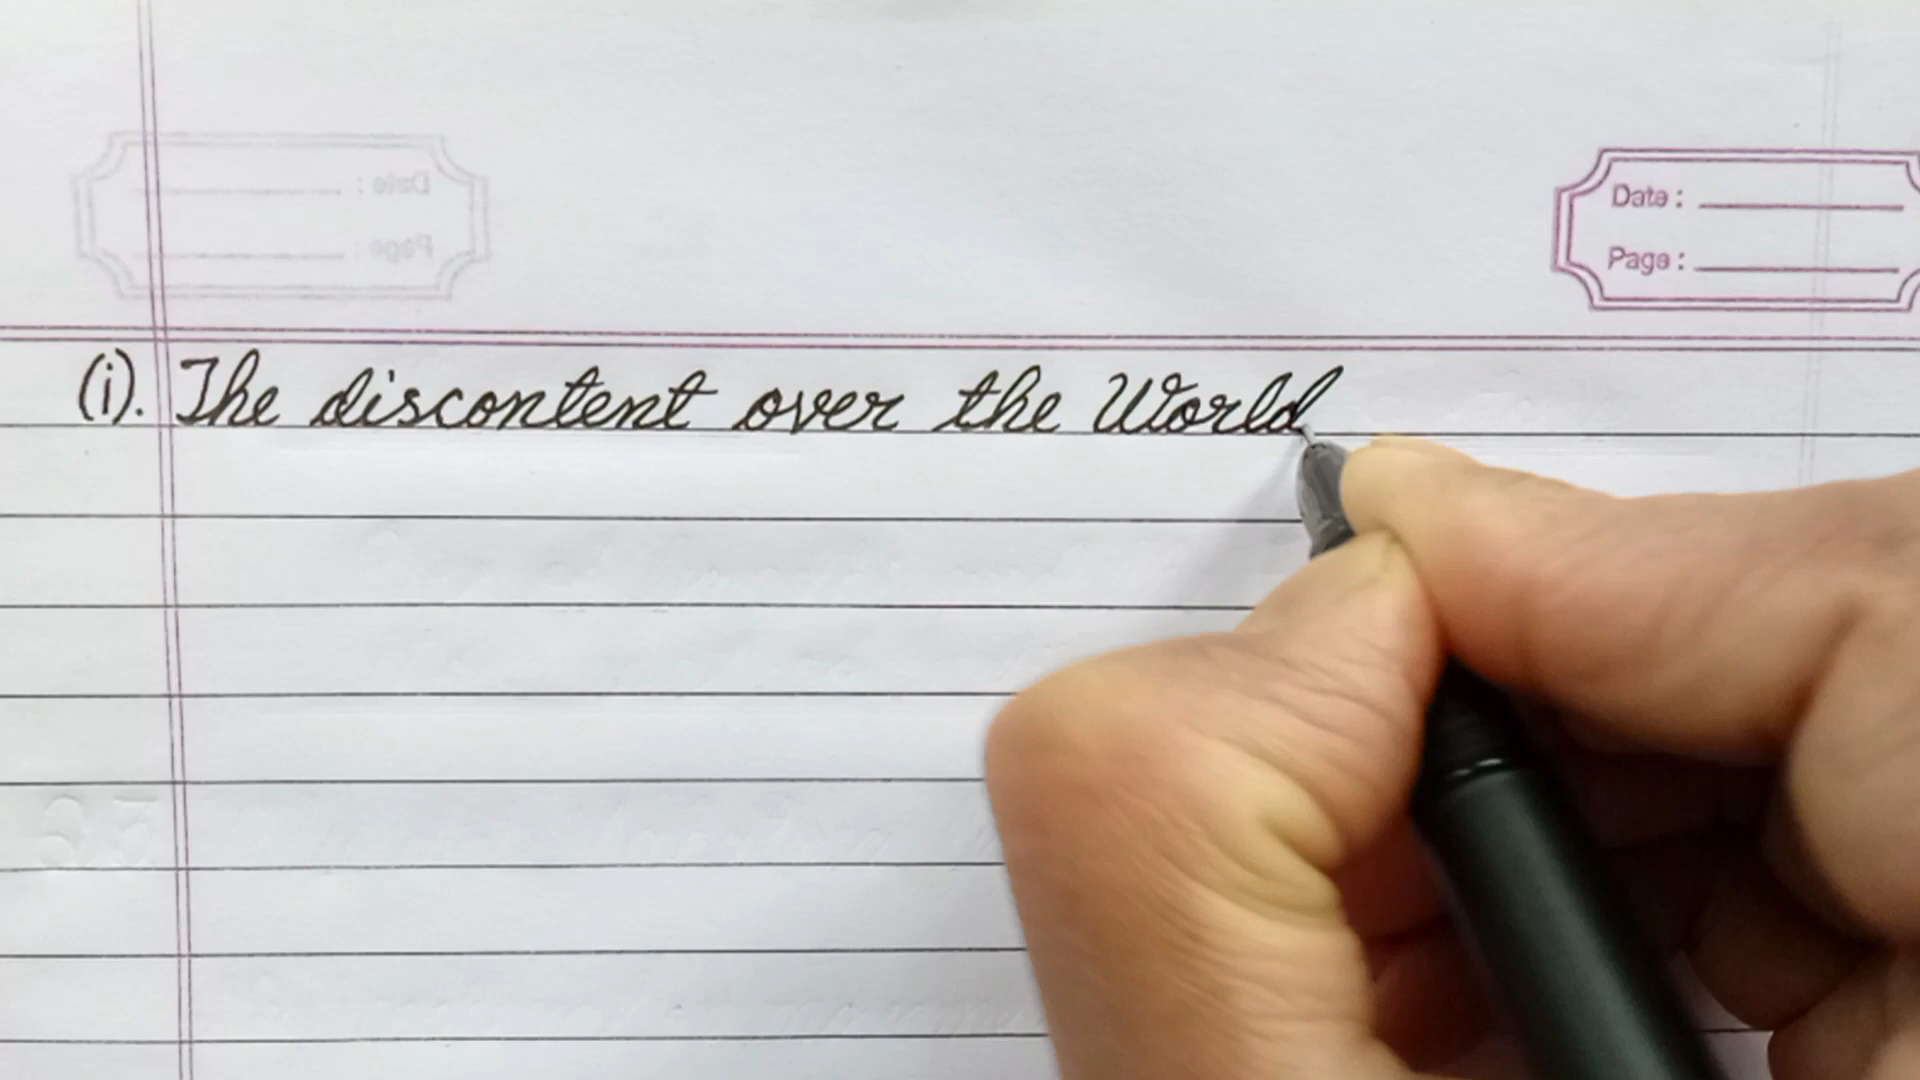 Date :
Page :
(i). The discontent over the World